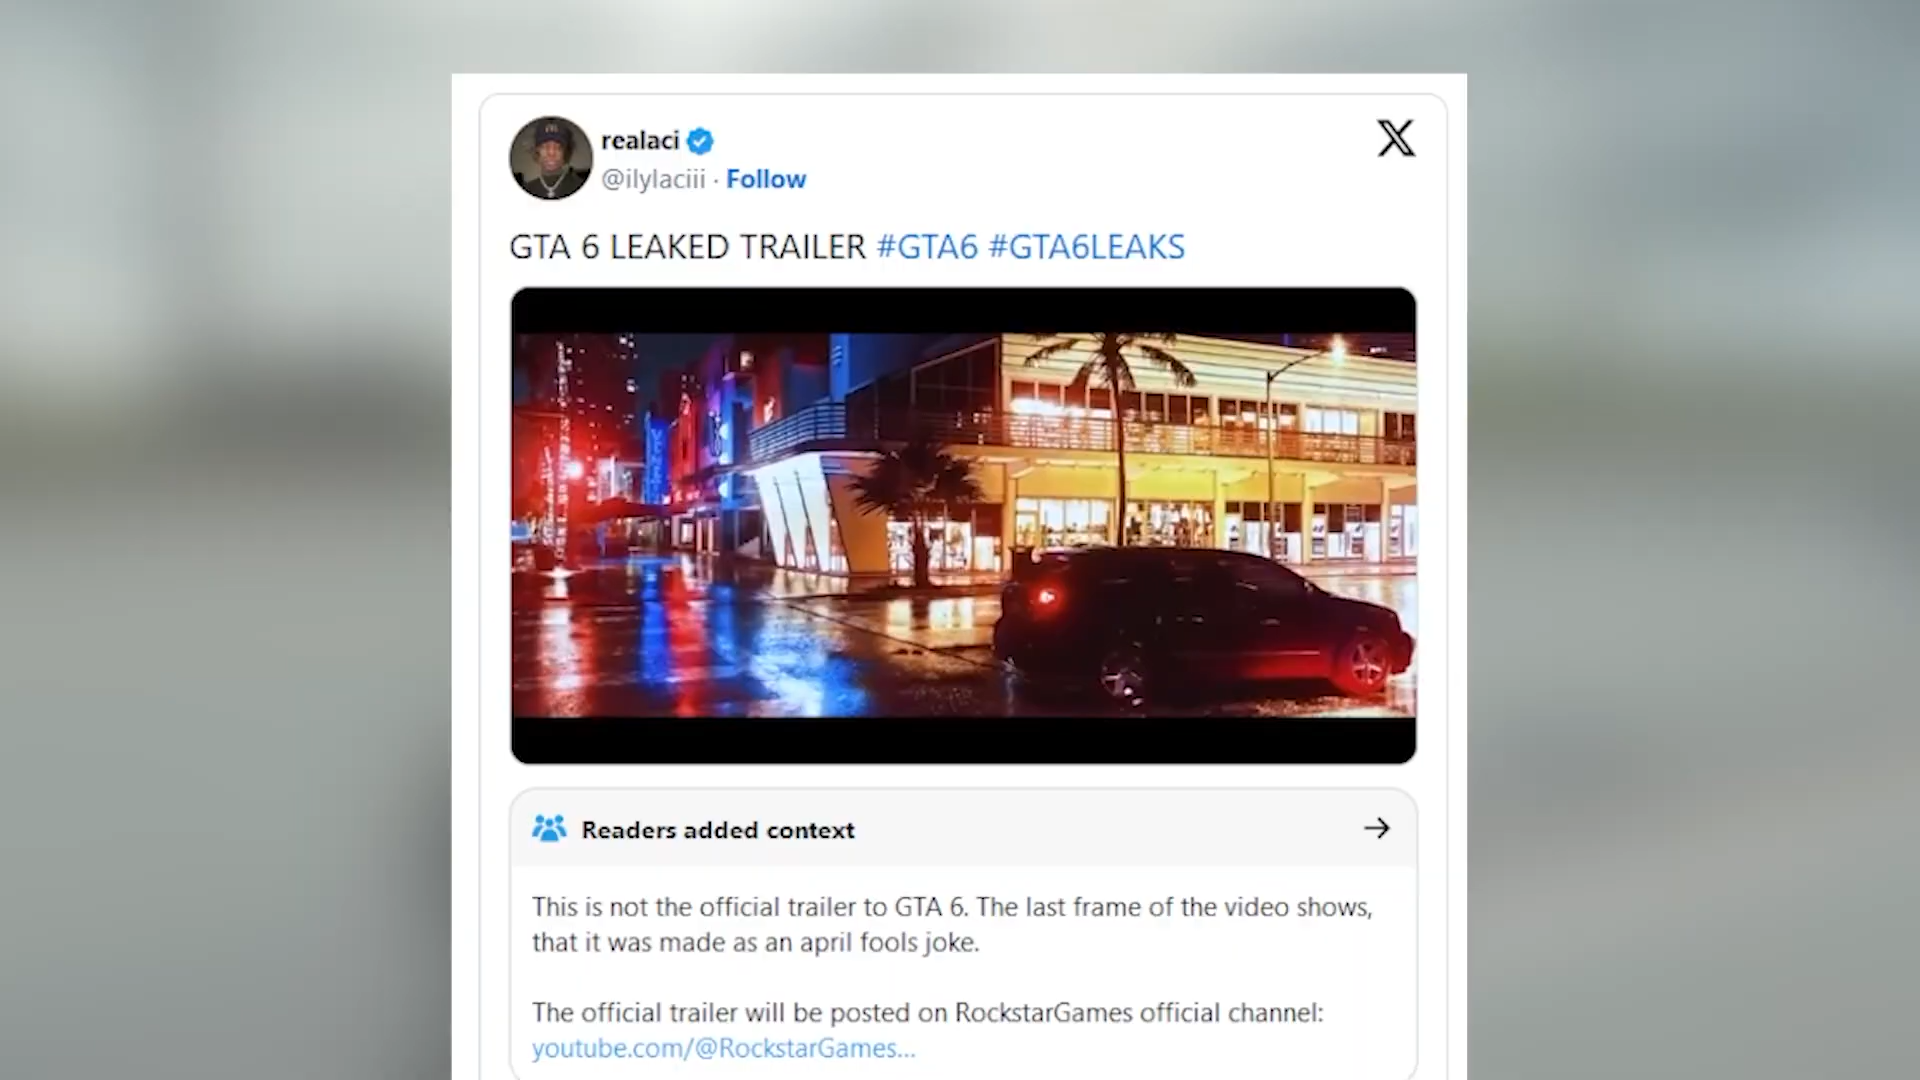 realaci
@ilylaciii · Follow
GTA 6 LEAKED TRAILER #GTA6 #GTA6LEAKS
Readers added context
This is not the official trailer to GTA 6. The last frame of the video shows,
that it was made as an april fools joke.
The official trailer will be posted on RockstarGames official channel:
youtube.com/@RockstarGames...